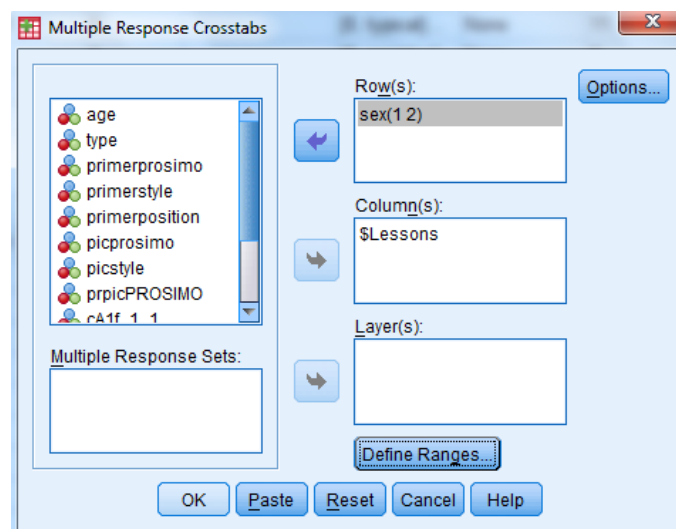 Multiple Response Crosstabs
age
type
primerprosimo
primerstyle
primerposition
picprosimo
picstyle
prpicPROSIMO
cA1f_1_1
Multiple Response Sets:
Row(s):
sex(1 2)
Column(s):
$Lessons
Layer(s):
Define Ranges...
Options...
OK
Paste
Reset
Cancel
Help